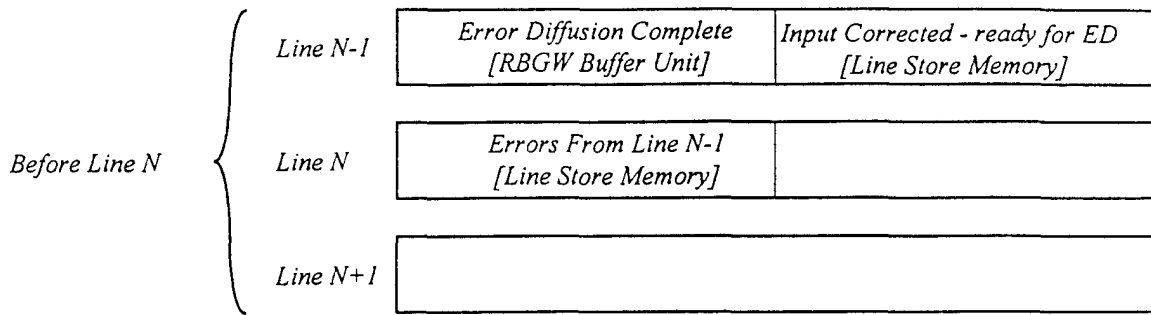 Before Line N
Line N-1
Error Diffusion Complete
[RBGW Buffer Unit]
Input Corrected - ready for ED
[Line Store Memory]
Line N
Errors From Line N-1
[Line Store Memory]
Line N+1